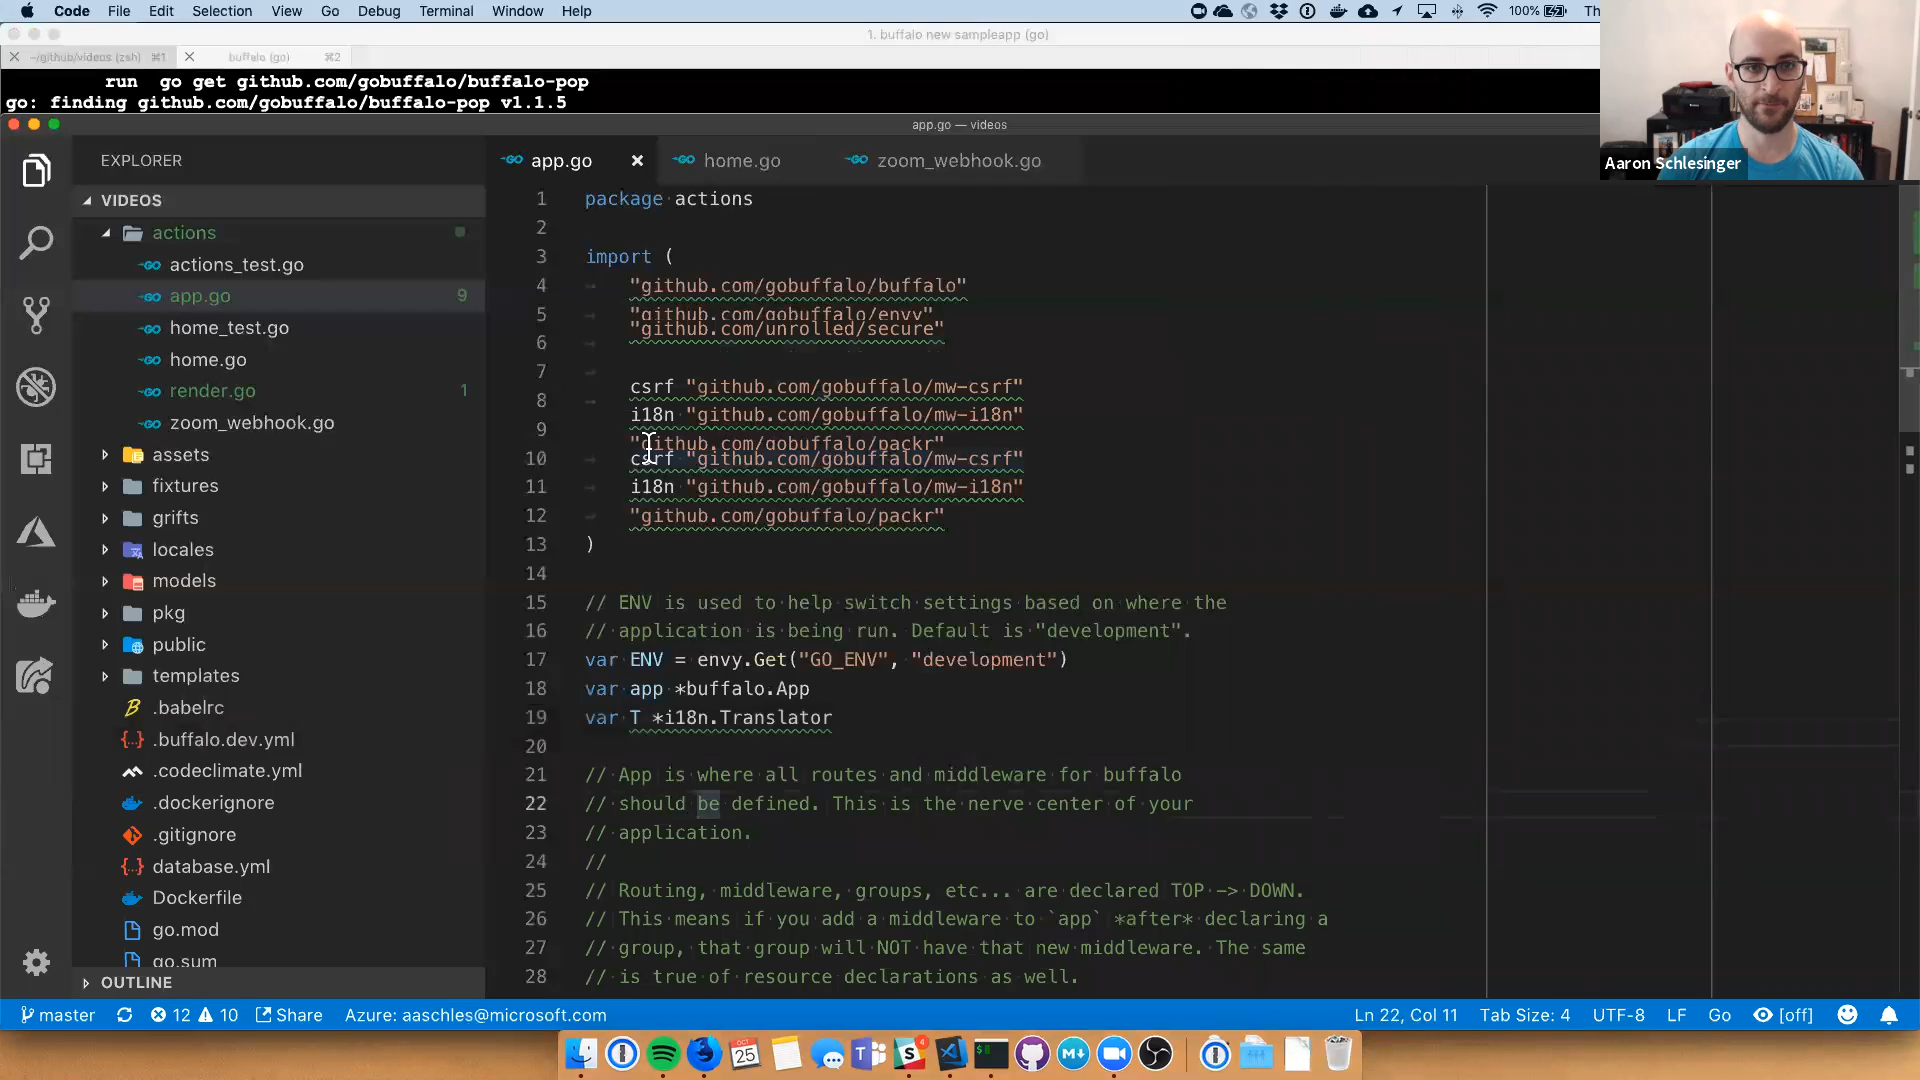 Code File Edit Selection View Go Debug Terminal Window Help 100% Th
1. buffalo new sampleapp (go)
~/github/videos (zsh) ⌘1 buffalo (go) ⌘2
run go get github.com/gobuffalo/buffalo-pop
go: finding github.com/gobuffalo/buffalo-pop v1.1.5
app.go — videos
Aaron Schlesinger
EXPLORER
VIDEOS
actions
actions_test.go
app.go 9
home_test.go
home.go
render.go 1
zoom_webhook.go
assets
fixtures
grifts
locales
models
pkg
public
templates
.babelrc
.buffalo.dev.yml
.codeclimate.yml
.dockerignore
.gitignore
database.yml
Dockerfile
go.mod
go.sum
OUTLINE
app.go home.go zoom_webhook.go
1 package actions
2
3 import (
4 "github.com/gobuffalo/buffalo"
5 "github.com/gobuffalo/envy"
"github.com/unrolled/secure"
6
7
csrf "github.com/gobuffalo/mw-csrf"
8
i18n "github.com/gobuffalo/mw-i18n"
9
"github.com/gobuffalo/packr"
10 csrf "github.com/gobuffalo/mw-csrf"
11 i18n "github.com/gobuffalo/mw-i18n"
12 "github.com/gobuffalo/packr"
13 )
14
15 // ENV is used to help switch settings based on where the
16 // application is being run. Default is "development".
17 var ENV = envy.Get("GO_ENV", "development")
18 var app *buffalo.App
19 var T *i18n.Translator
20
21 // App is where all routes and middleware for buffalo
22 // should be defined. This is the nerve center of your
23 // application.
24 //
25 // Routing, middleware, groups, etc... are declared TOP -> DOWN.
26 // This means if you add a middleware to `app` *after* declaring a
27 // group, that group will NOT have that new middleware. The same
28 // is true of resource declarations as well.
master 12 10 Share Azure: aaschles@microsoft.com Ln 22, Col 11 Tab Size: 4 UTF-8 LF Go [off]
OCT
25
4